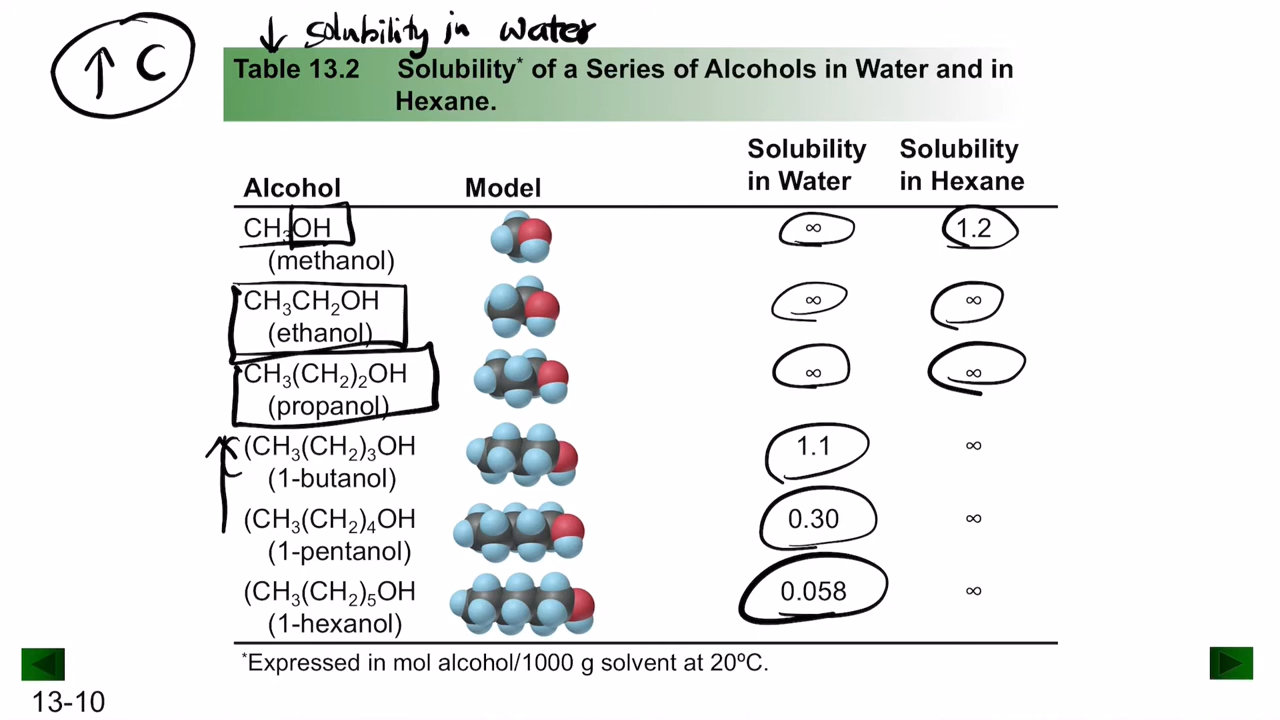 ↓ solubility in water
↑ C
Table 13.2 Solubility* of a Series of Alcohols in Water and in
Hexane.
Alcohol Model Solubility in Water Solubility in Hexane
CH₃OH ∞ 1.2
(methanol)
CH₃CH₂OH ∞ ∞
(ethanol)
CH₃(CH₂)₂OH ∞ ∞
(propanol)
(CH₃(CH₂)₃OH 1.1 ∞
(1-butanol)
(CH₃(CH₂)₄OH 0.30 ∞
(1-pentanol)
(CH₃(CH₂)₅OH 0.058 ∞
(1-hexanol)
*Expressed in mol alcohol/1000 g solvent at 20ºC.
13-10